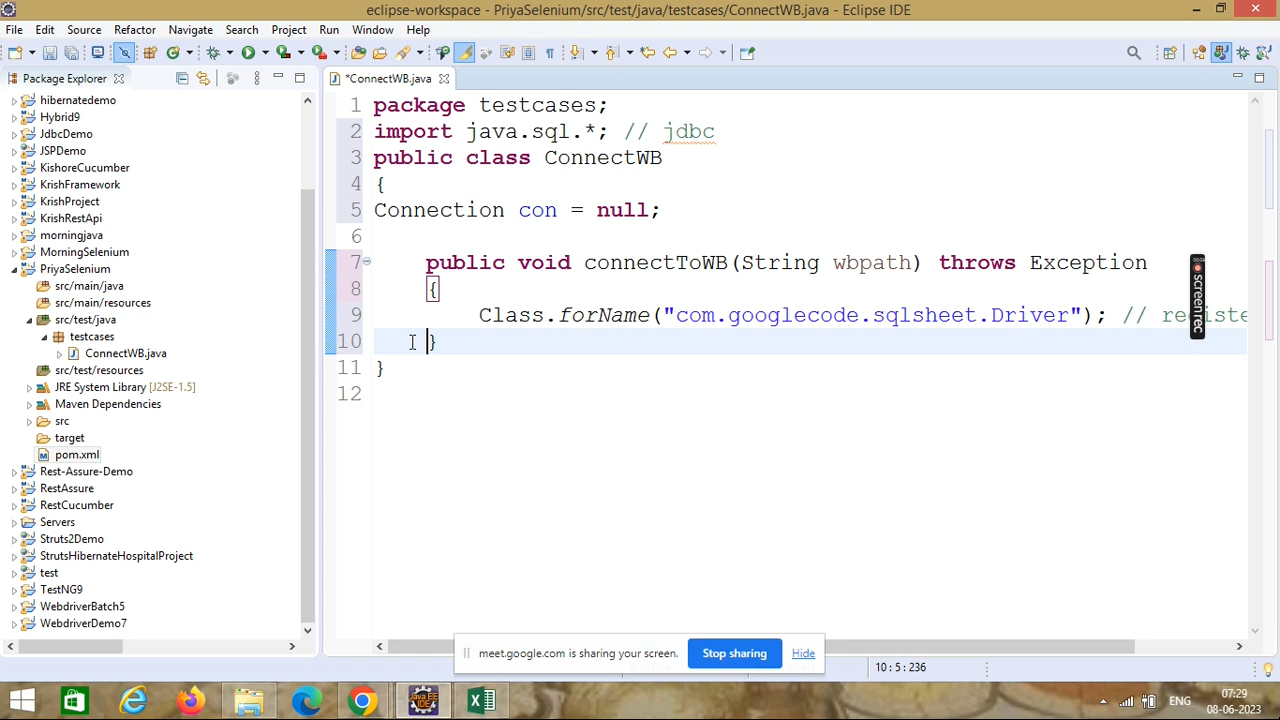 eclipse-workspace - PriyaSelenium/src/test/java/testcases/ConnectWB.java - Eclipse IDE
File Edit Source Refactor Navigate Search Project Run Window Help
Package Explorer
*ConnectWB.java
hibernatedemo
Hybrid9
JdbcDemo
JSPDemo
KishoreCucumber
KrishFramework
KrishProject
KrishRestApi
morningjava
MorningSelenium
PriyaSelenium
src/main/java
src/main/resources
src/test/java
testcases
ConnectWB.java
src/test/resources
JRE System Library [J2SE-1.5]
Maven Dependencies
src
target
pom.xml
Rest-Assure-Demo
RestAssure
RestCucumber
Servers
Struts2Demo
StrutsHibernateHospitalProject
test
TestNG9
WebdriverBatch5
WebdriverDemo7
1 package testcases;
2 import java.sql.*; // jdbc
3 public class ConnectWB
4 {
5 Connection con = null;
6
7 public void connectToWB(String wbpath) throws Exception
8 {
9 Class.forName("com.googlecode.sqlsheet.Driver"); // registe
10 }
11 }
12
screenrec
meet.google.com is sharing your screen. Stop sharing Hide
10 : 5 : 236
Java EE
IDE
ENG
07:29
08-06-2023